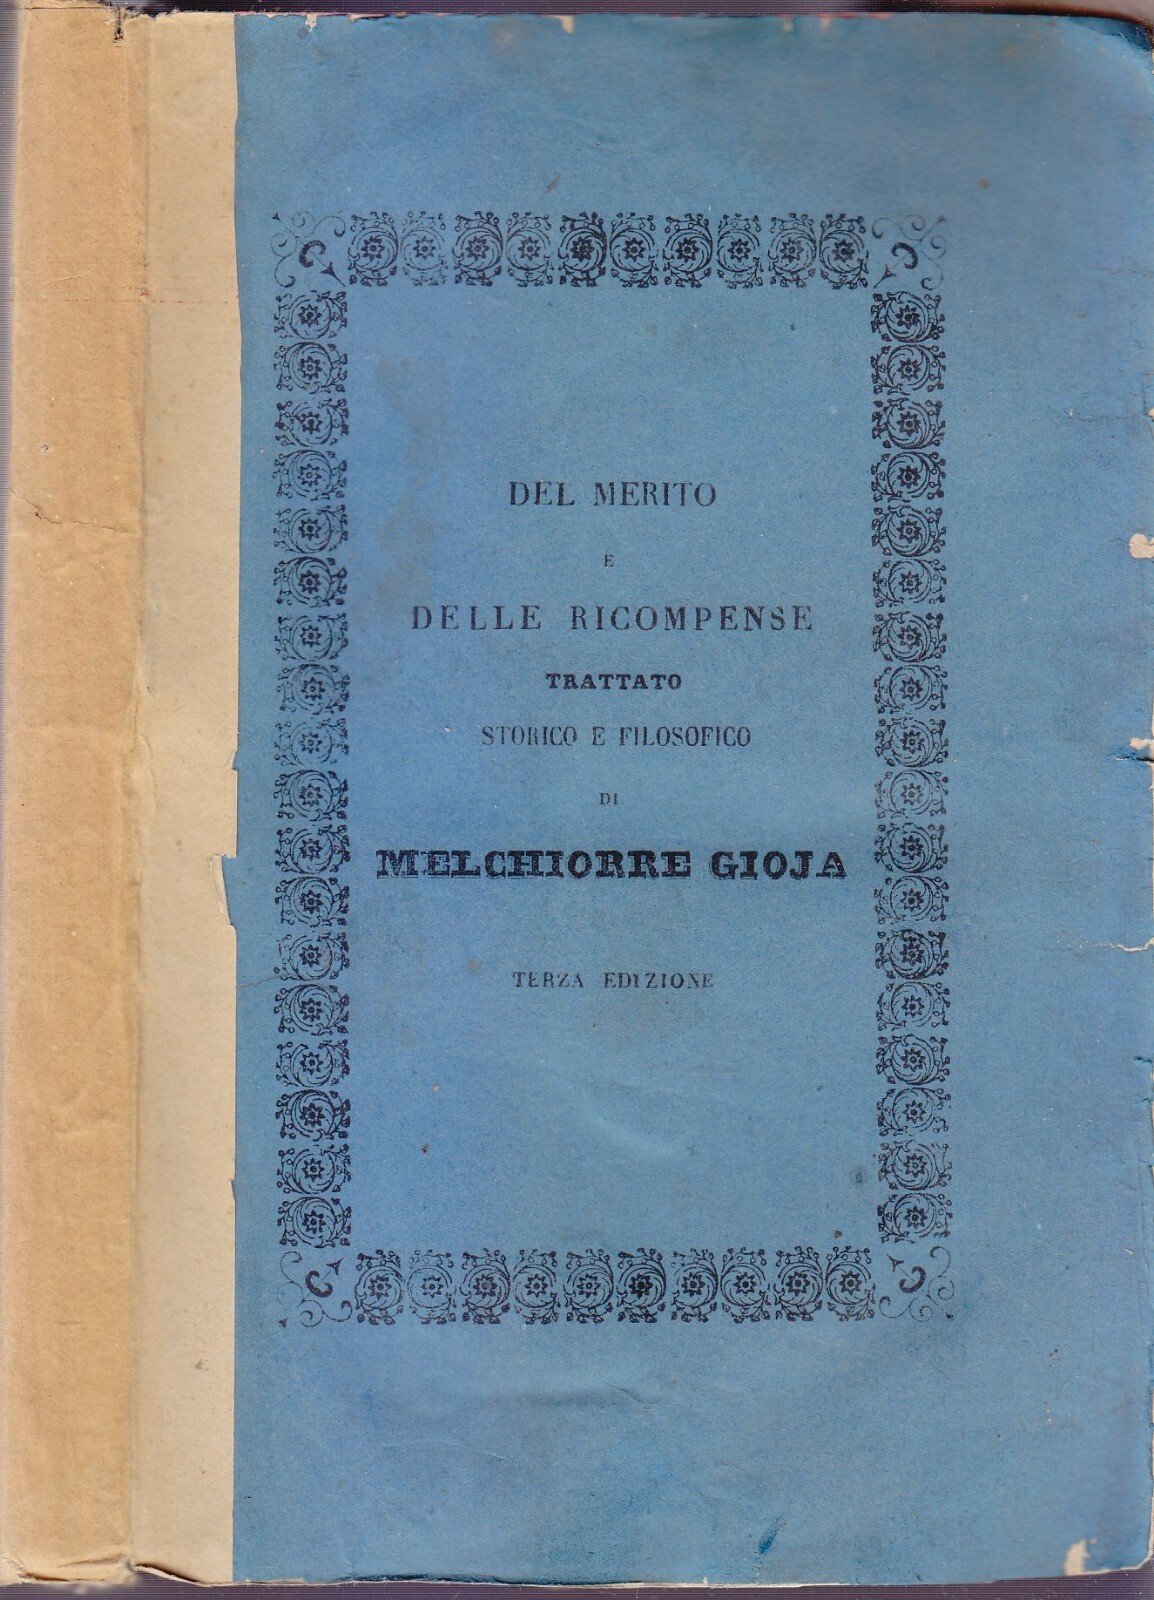 DEL MERITO
E
DELLE RICOMPENSE
TRATTATO
STORICO E FILOSOFICO
DI
MELCHIORRE GIOJA
TERZA EDIZIONE